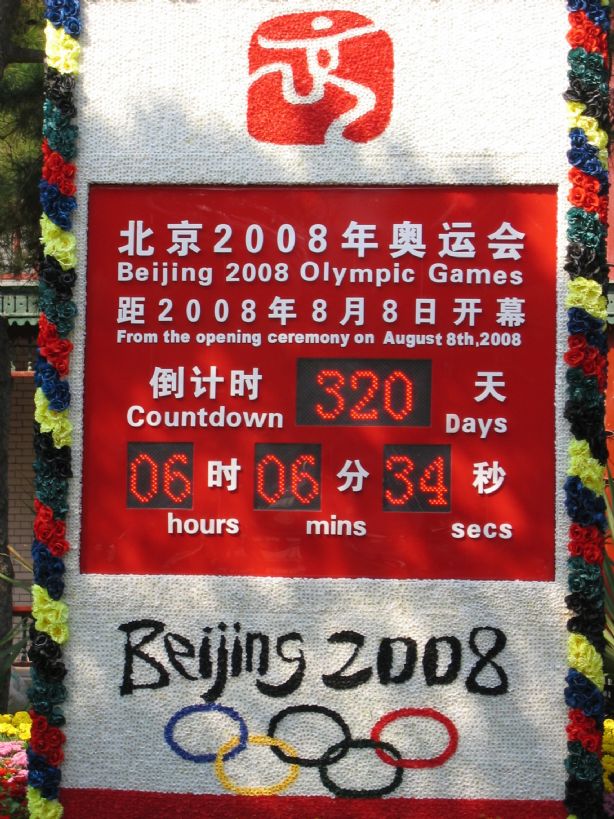 北京2008年奥运会
Beijing 2008 Olympic Games
距2008年8月8日开幕
From the opening ceremony on August 8th,2008
倒计时 320 天
Countdown Days
06 时 06 分 34 秒
hours mins secs
Beijing 2008